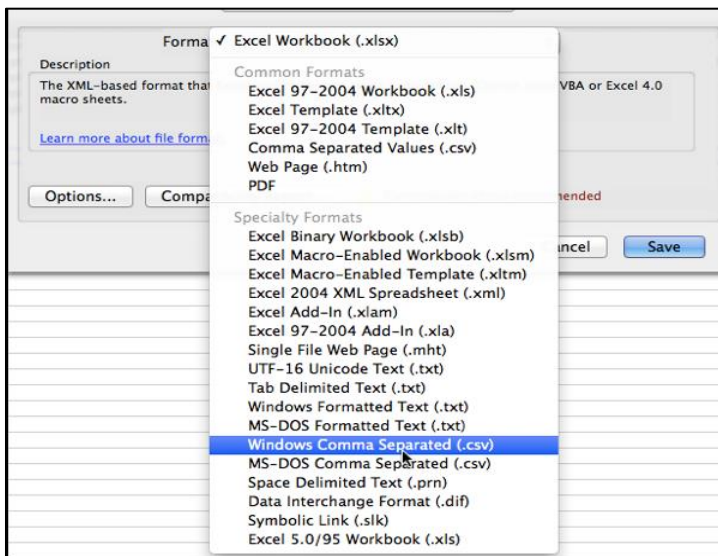 Forma ✓ Excel Workbook (.xlsx)
Description
Common Formats
The XML-based format that
Excel 97-2004 Workbook (.xls)
VBA or Excel 4.0
macro sheets.
Excel Template (.xltx)
Excel 97-2004 Template (.xlt)
Learn more about file form
Comma Separated Values (.csv)
Web Page (.htm)
PDF
Options...
Compa
mended
Specialty Formats
Excel Binary Workbook (.xlsb)
ncel
Save
Excel Macro-Enabled Workbook (.xlsm)
Excel Macro-Enabled Template (.xltm)
Excel 2004 XML Spreadsheet (.xml)
Excel Add-In (.xlam)
Excel 97-2004 Add-In (.xla)
Single File Web Page (.mht)
UTF-16 Unicode Text (.txt)
Tab Delimited Text (.txt)
Windows Formatted Text (.txt)
MS-DOS Formatted Text (.txt)
Windows Comma Separated (.csv)
MS-DOS Comma Separated (.csv)
Space Delimited Text (.prn)
Data Interchange Format (.dif)
Symbolic Link (.slk)
Excel 5.0/95 Workbook (.xls)